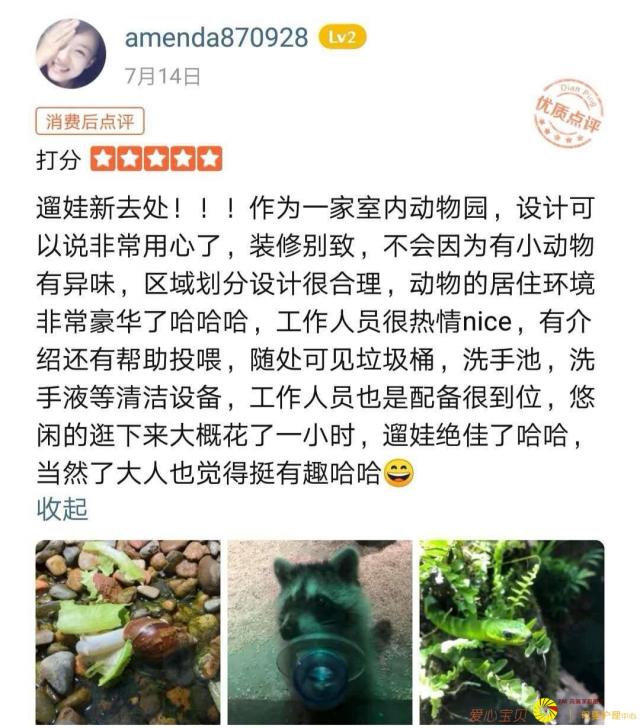 amenda870928 Lv2
7月14日
消费后点评
Dian Ping
优质点评
打分
遛娃新去处！！！作为一家室内动物园，设计可
以说非常用心了，装修别致，不会因为有小动物
有异味，区域划分设计很合理，动物的居住环境
非常豪华了哈哈哈，工作人员很热情nice，有介
绍还有帮助投喂，随处可见垃圾桶，洗手池，洗
手液等清洁设备，工作人员也是配备很到位，悠
闲的逛下来大概花了一小时，遛娃绝佳了哈哈，
当然了大人也觉得挺有趣哈哈😄
收起
爱心宝贝